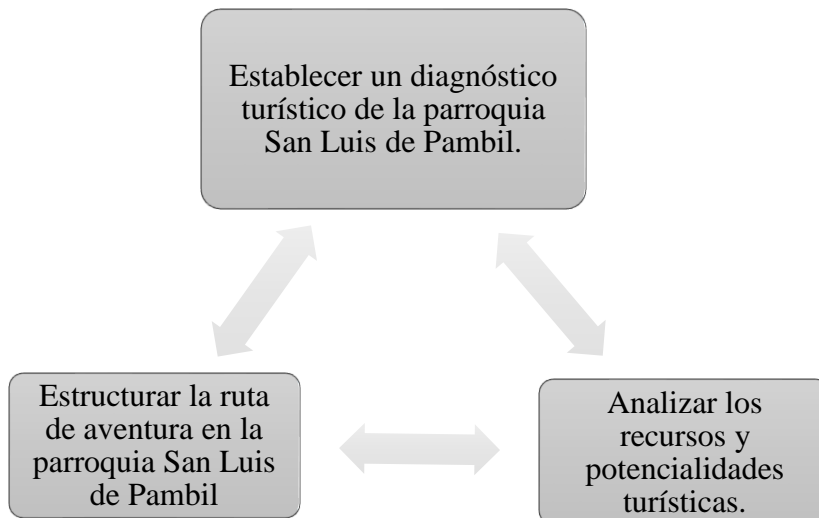 Establecer un diagnóstico
turístico de la parroquia
San Luis de Pambil.
Estructurar la ruta
de aventura en la
parroquia San Luis
de Pambil
Analizar los
recursos y
potencialidades
turísticas.